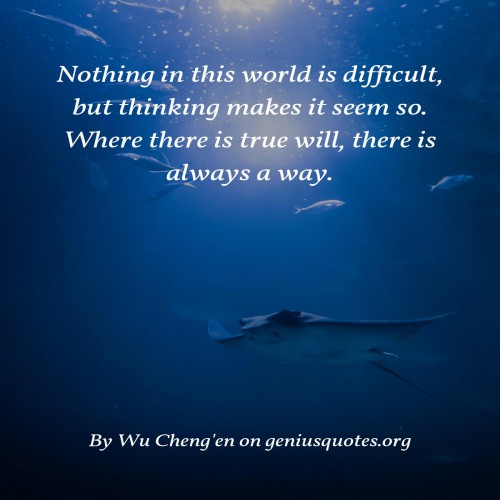 Nothing in this world is difficult,
but thinking makes it seem so.
Where there is true will, there is
always a way.
By Wu Cheng'en on geniusquotes.org